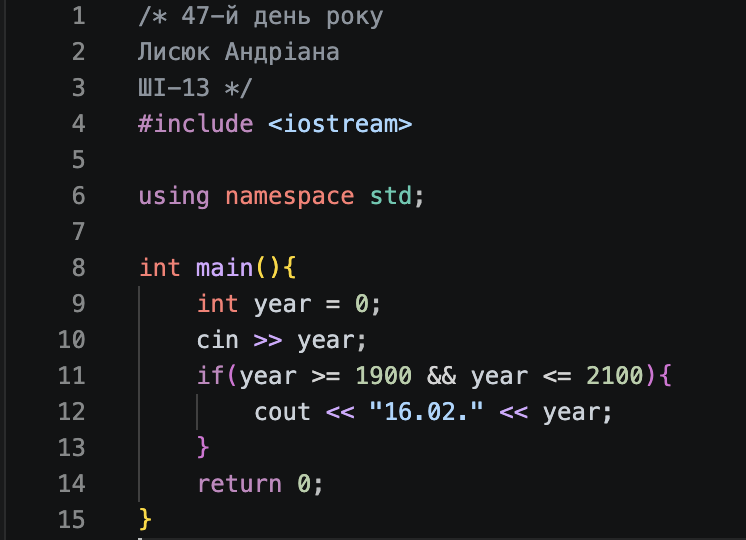 1 /* 47-й день року
2 Лисюк Андріана
3 ШІ-13 */
4 #include <iostream>
5
6 using namespace std;
7
8 int main(){
9     int year = 0;
10     cin >> year;
11     if(year >= 1900 && year <= 2100){
12         cout << "16.02." << year;
13     }
14     return 0;
15 }